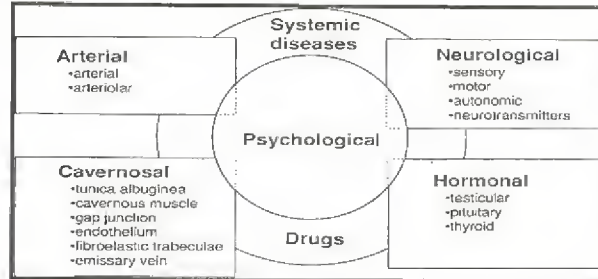 Systemic
diseases
Arterial
•arterial
•arteriolar
Neurological
•sensory
•motor
•autonomic
•neurotransmitters
Psychological
Cavernosal
•tunica albuginea
•cavernous muscle
•gap junction
•endothelium
•fibroelastic trabeculae
•emissary vein
Hormonal
•testicular
•pituitary
•thyroid
Drugs